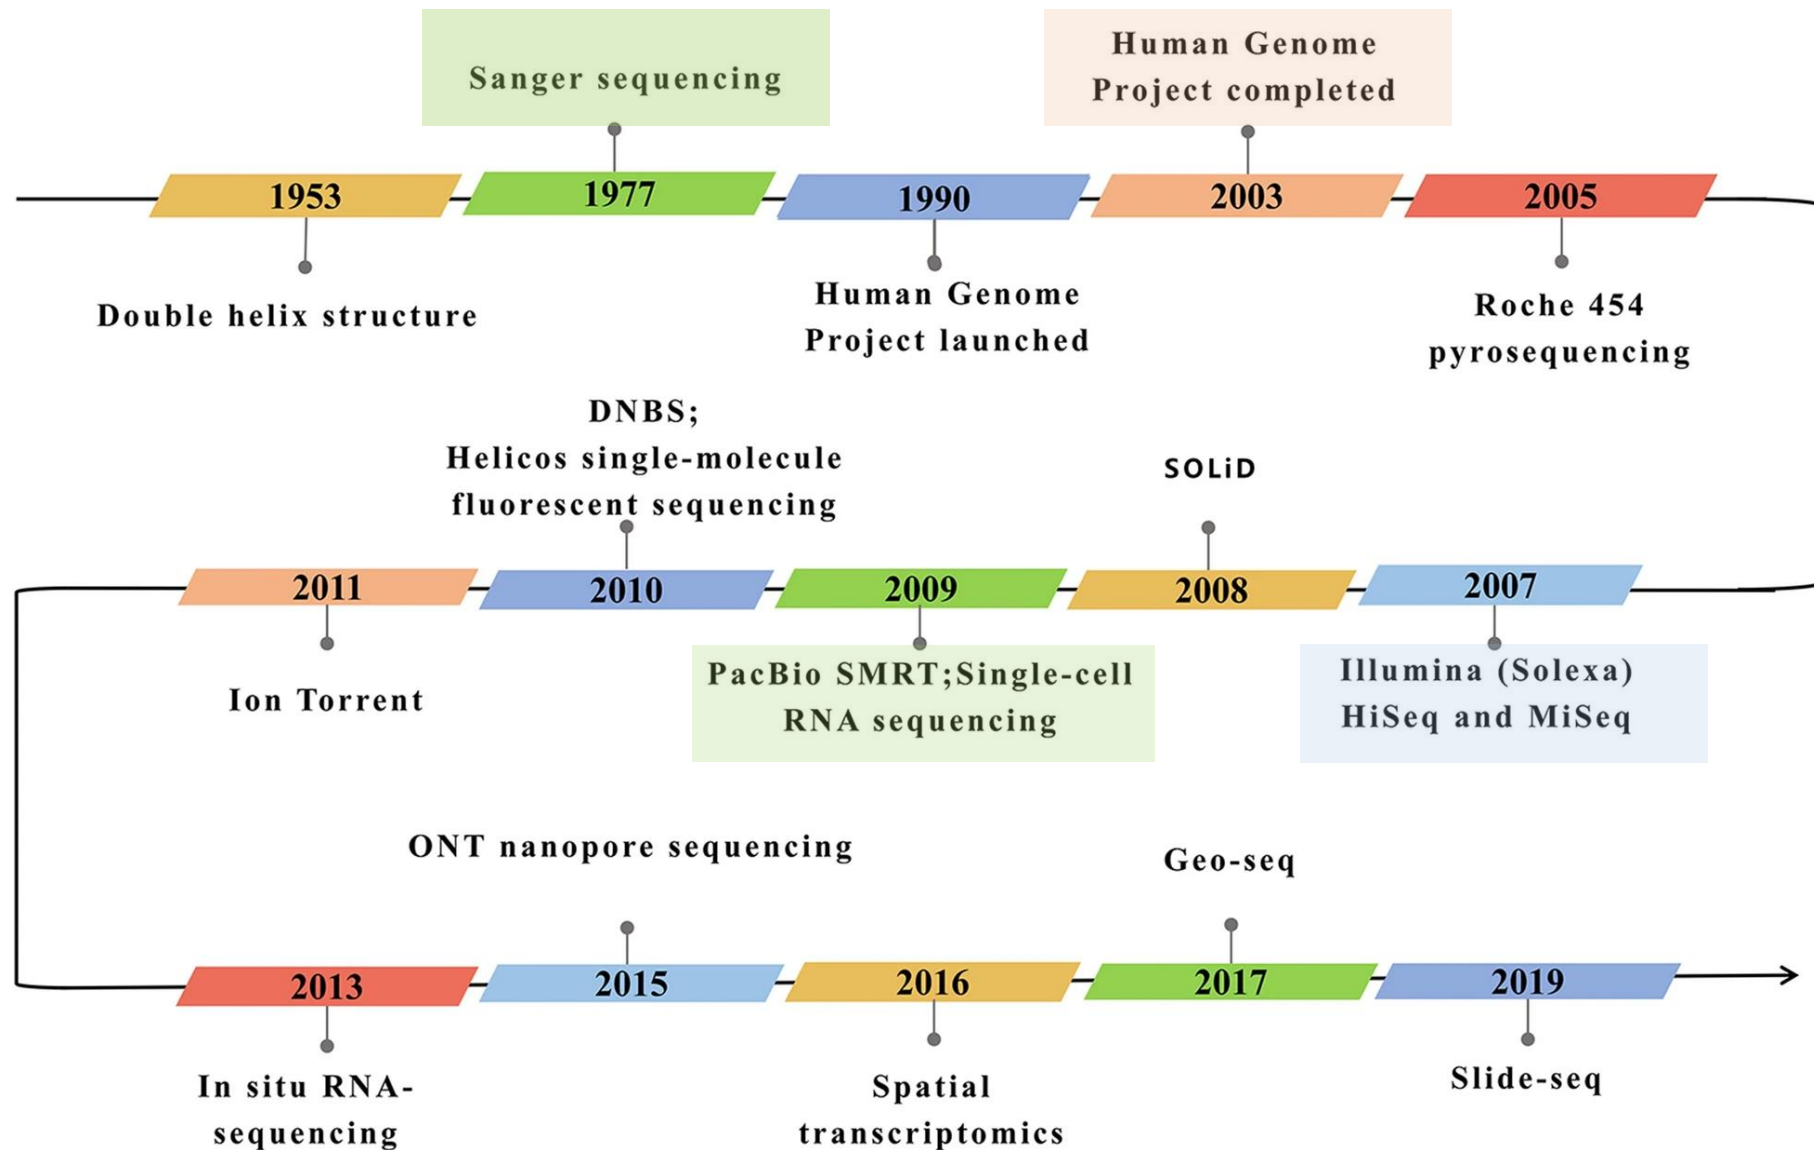 Sanger sequencing
Human Genome
Project completed
1953
1977
1990
2003
2005
Double helix structure
Human Genome
Project launched
Roche 454
pyrosequencing
DNBS;
Helicos single-molecule
fluorescent sequencing
SOLiD
2011
2010
2009
2008
2007
Ion Torrent
PacBio SMRT;Single-cell
RNA sequencing
Illumina (Solexa)
HiSeq and MiSeq
ONT nanopore sequencing
Geo-seq
2013
2015
2016
2017
2019
In situ RNA-
sequencing
Spatial
transcriptomics
Slide-seq